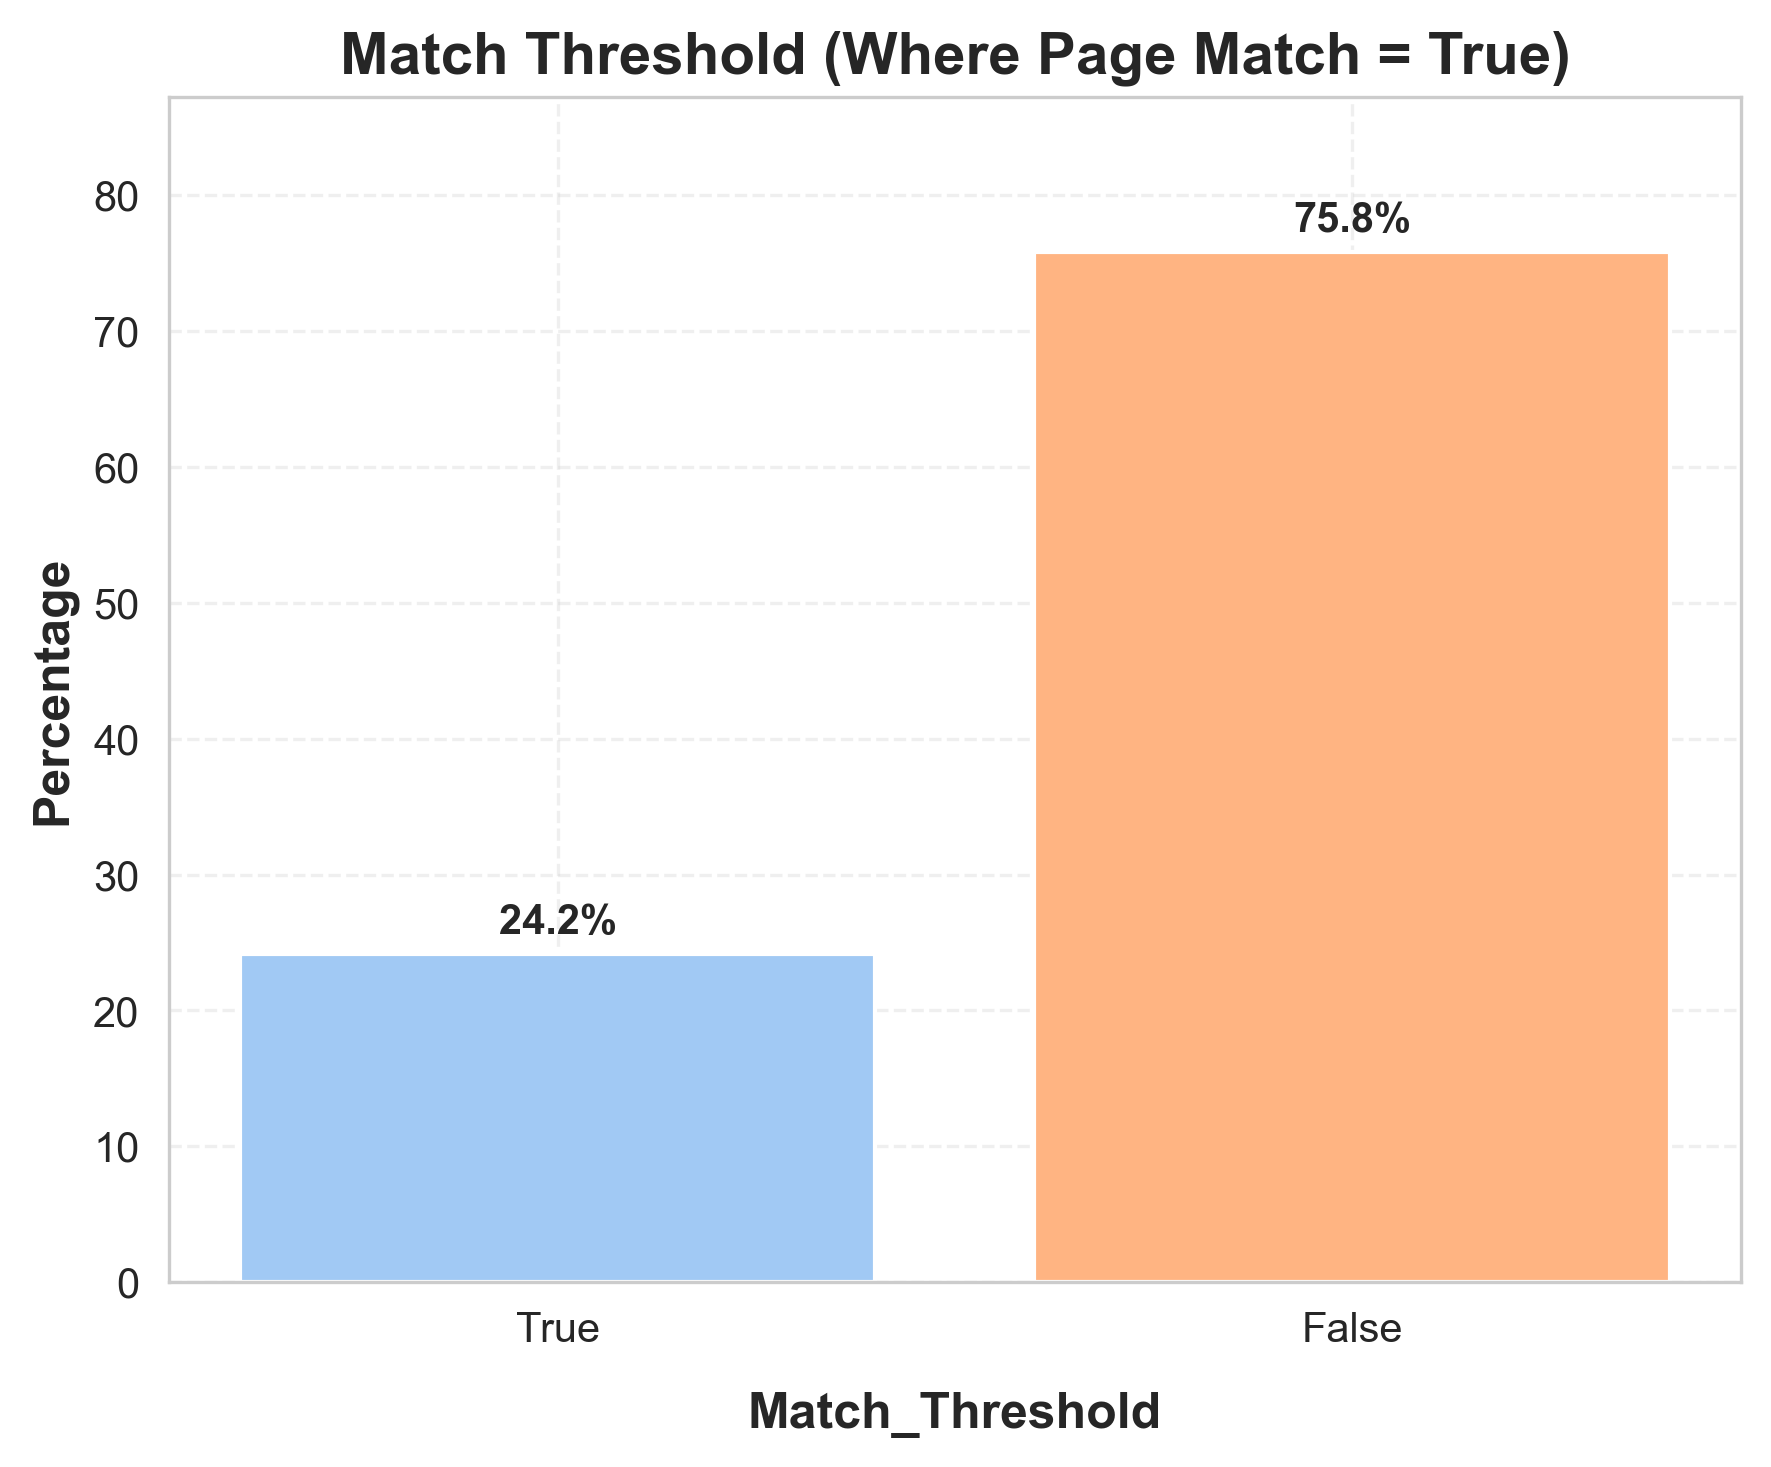 Match Threshold (Where Page Match = True)
80
70
60
50
40
30
20
10
0
Percentage
75.8%
24.2%
True
False
Match_Threshold